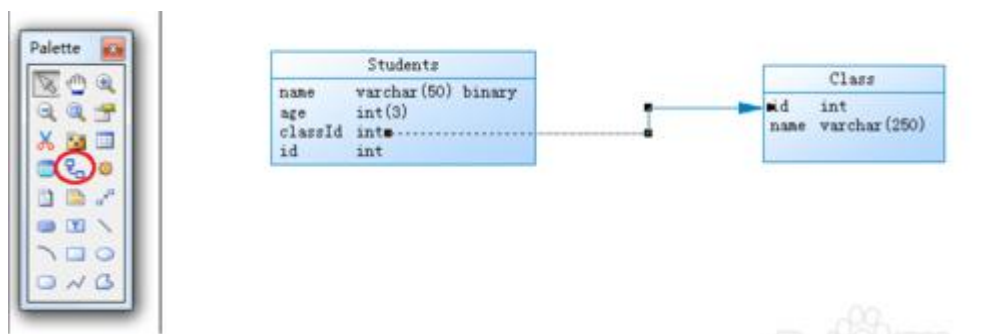 Palette
Students
name varchar(50) binary
age int(3)
classId int
id int
Class
id int
name varchar(250)